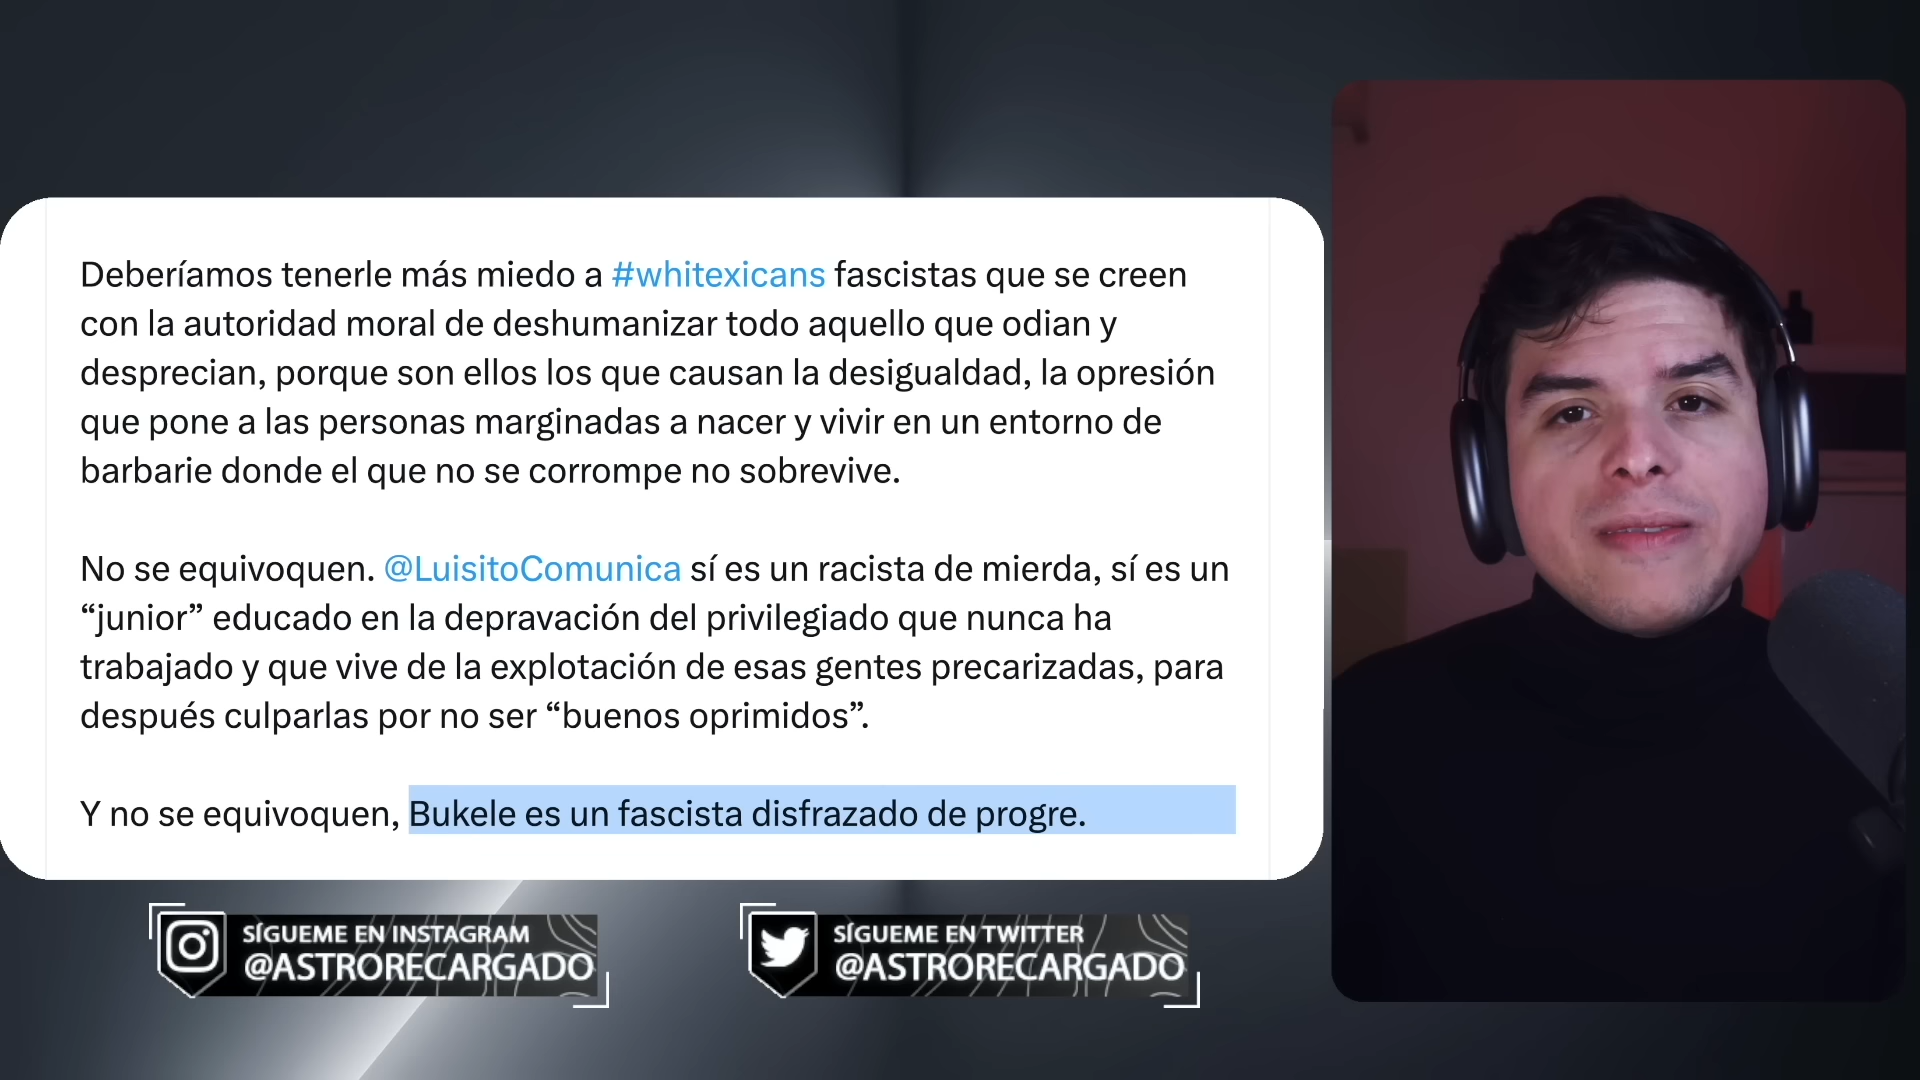 Deberíamos tenerle más miedo a #whitexicans fascistas que se creen
con la autoridad moral de deshumanizar todo aquello que odian y
desprecian, porque son ellos los que causan la desigualdad, la opresión
que pone a las personas marginadas a nacer y vivir en un entorno de
barbarie donde el que no se corrompe no sobrevive.
No se equivoquen. @LuisitoComunica sí es un racista de mierda, sí es un
“junior” educado en la depravación del privilegiado que nunca ha
trabajado y que vive de la explotación de esas gentes precarizadas, para
después culparlas por no ser “buenos oprimidos”.
Y no se equivoquen, Bukele es un fascista disfrazado de progre.
SÍGUEME EN INSTAGRAM
@ASTRORECARGADO
SÍGUEME EN TWITTER
@ASTRORECARGADO